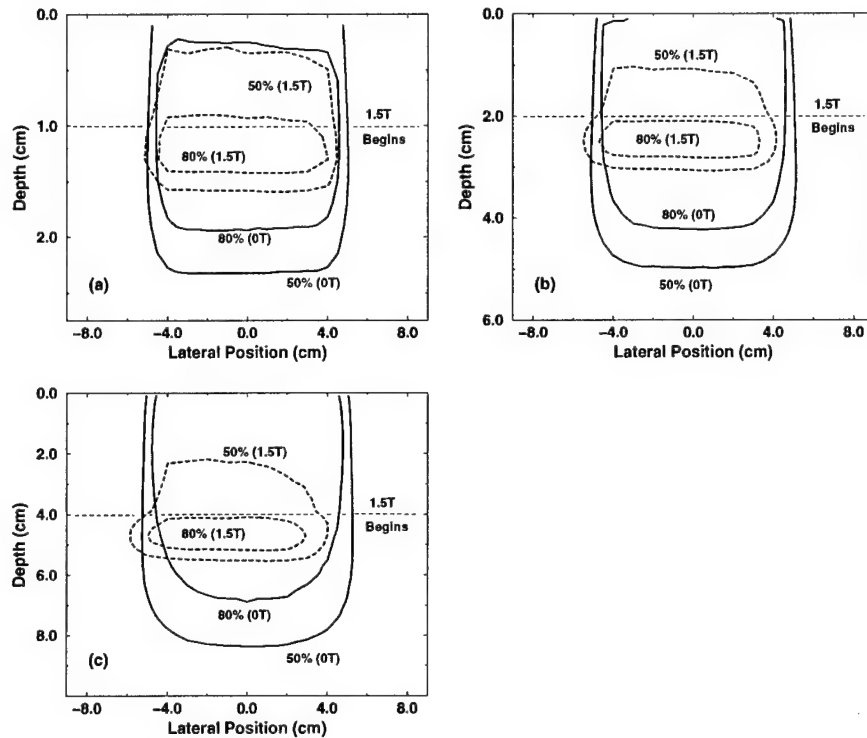 0.0
1.0
2.0
Depth (cm)
50% (1.5T)
1.5T
Begins
80% (1.5T)
80% (0T)
50% (0T)
(a)
-8.0 -4.0 0.0 4.0 8.0
Lateral Position (cm)
0.0
2.0
4.0
6.0
Depth (cm)
50% (1.5T)
1.5T
Begins
80% (1.5T)
80% (0T)
50% (0T)
(b)
-8.0 -4.0 0.0 4.0 8.0
Lateral Position (cm)
0.0
2.0
4.0
6.0
8.0
Depth (cm)
50% (1.5T)
1.5T
Begins
80% (1.5T)
80% (0T)
50% (0T)
(c)
-8.0 -4.0 0.0 4.0 8.0
Lateral Position (cm)